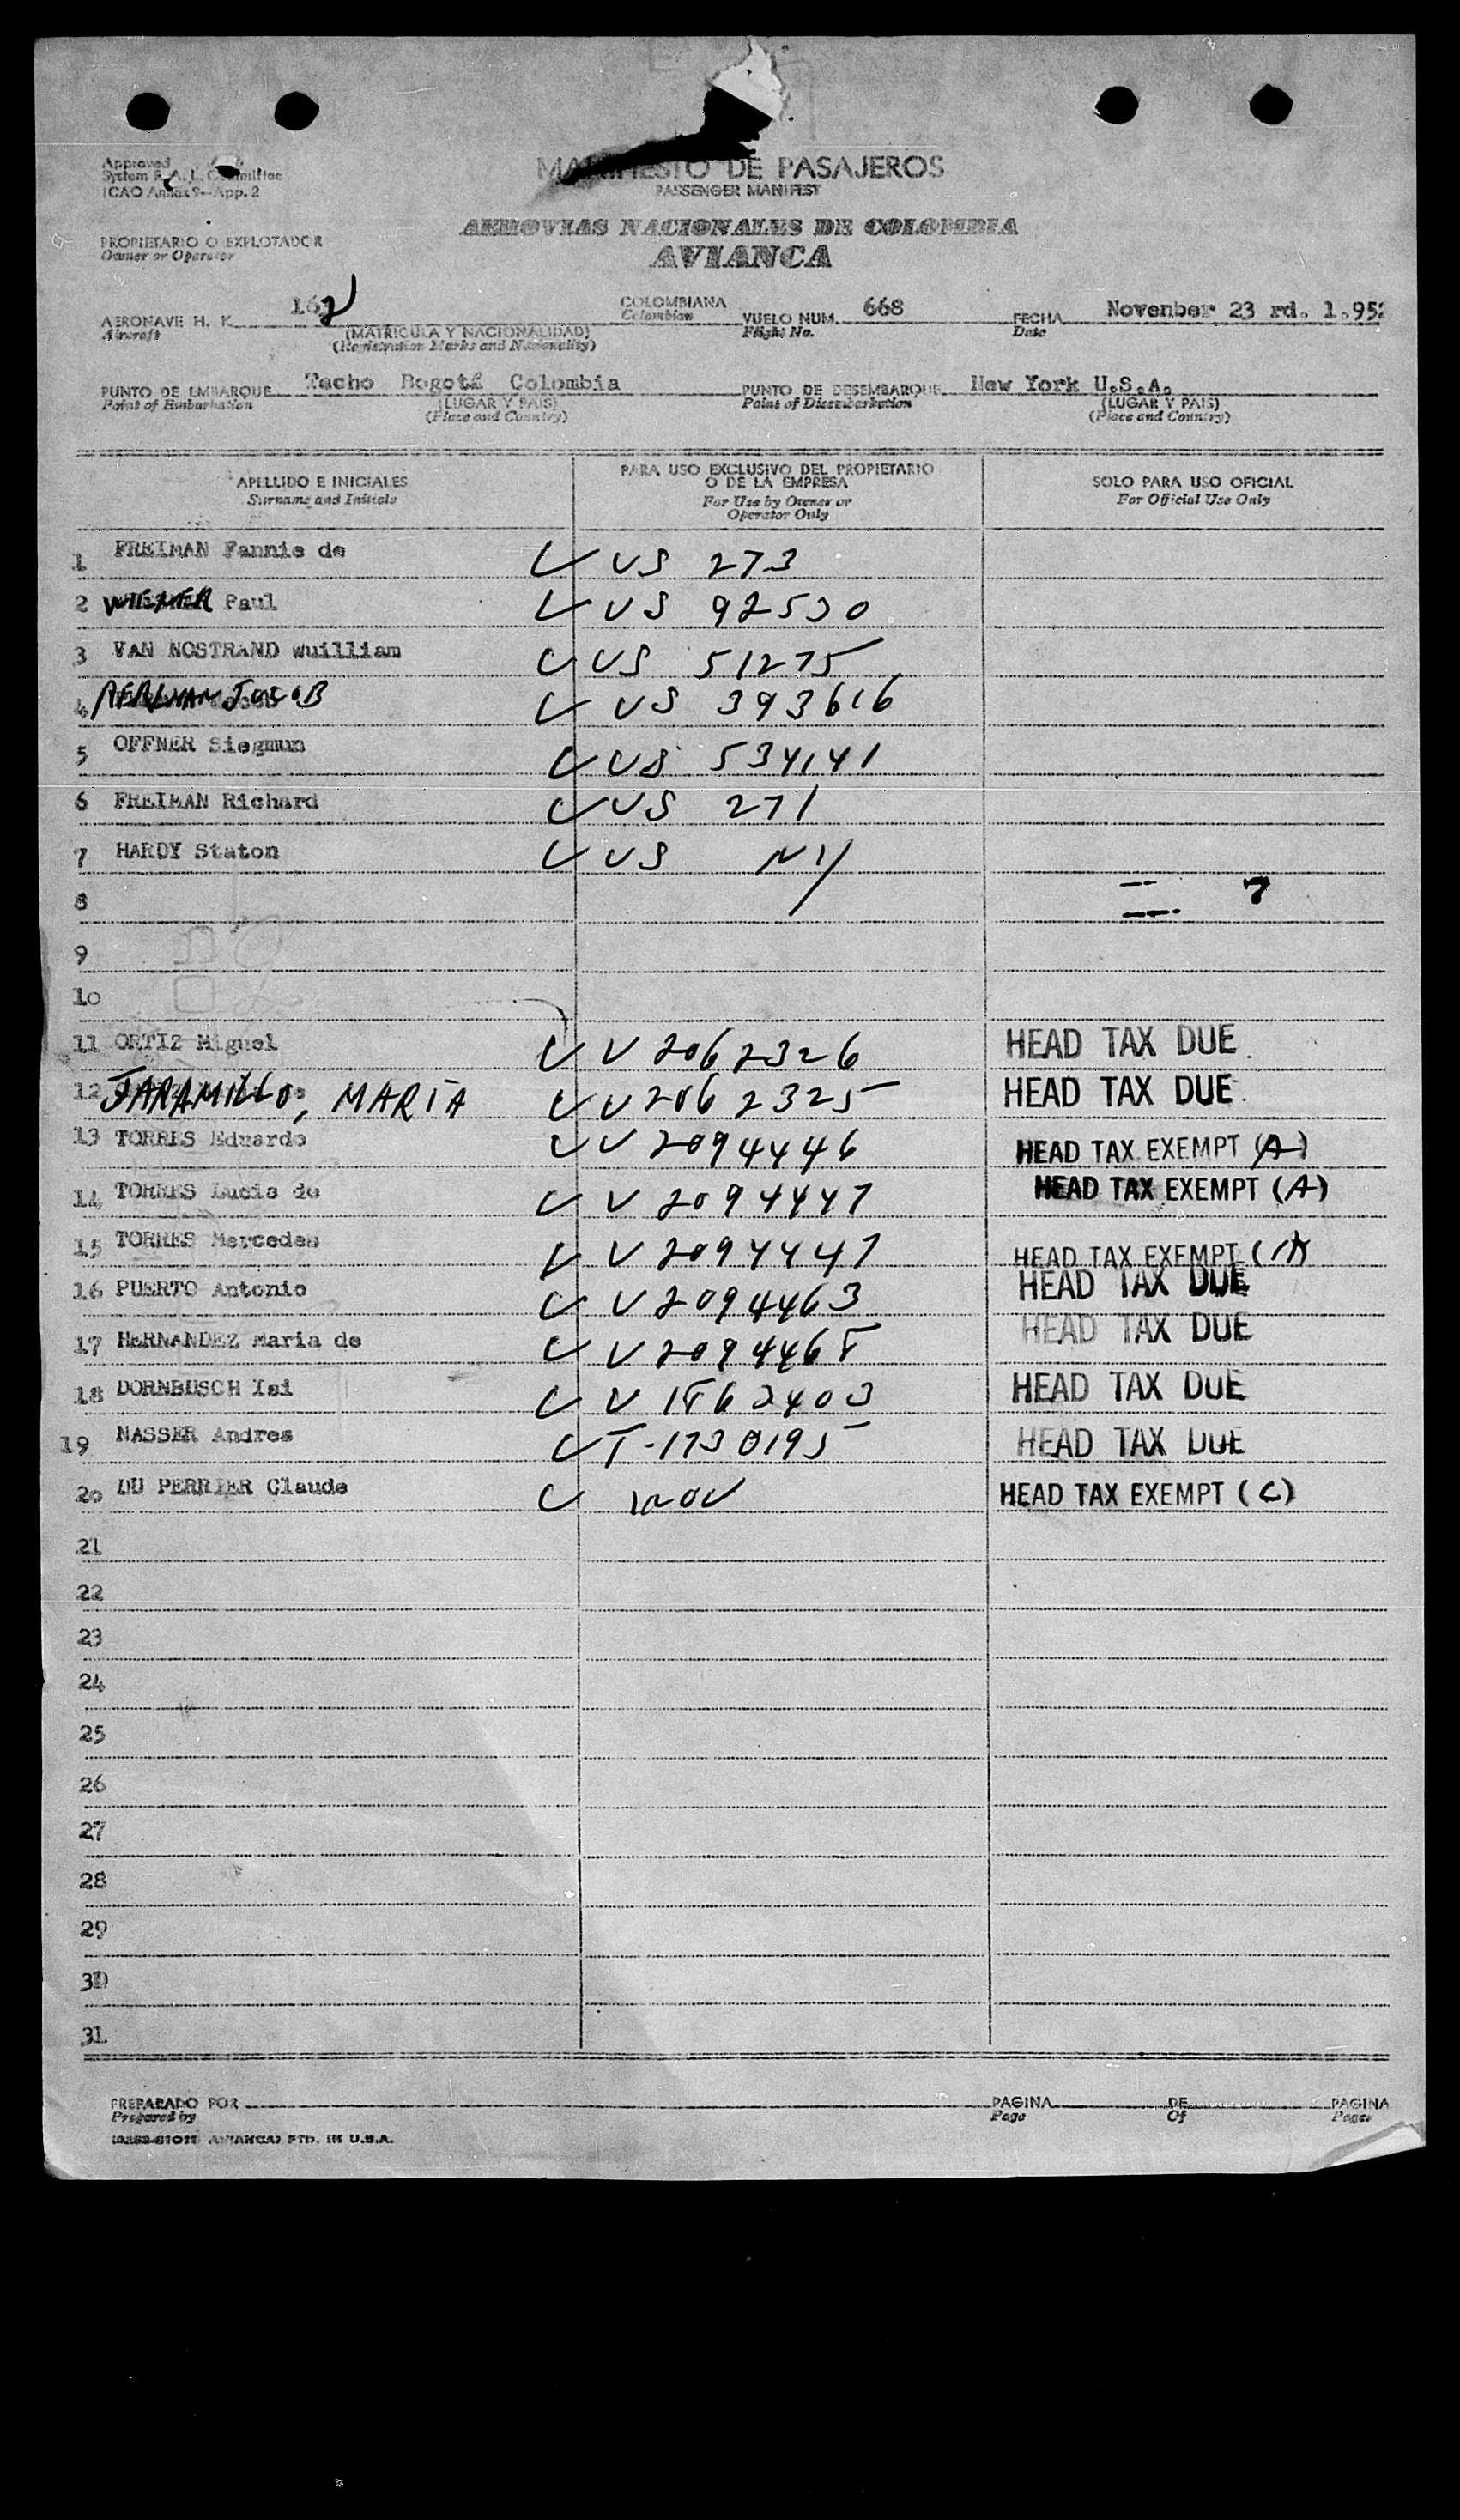 Approved
System
ICAO Annex 9-App. 2
MANIFIESTO DE PASAJEROS
PASSENGER MANIFEST
AEROVIAS NACIONALES DE COLOMBIA
AVIANCA
PROPIETARIO O EXPLOTADOR
Owner or Operator
AERONAVE H. K. 162 COLOMBIANA VUELO NUM. 668 FECHA November 23 rd. 1.952
Aircraft (MATRICULA Y NACIONALIDAD) Colombian Flight No. Date
(Registration Marks and Nationality)
PUNTO DE EMBARQUE Techo Bogotá Colombia PUNTO DE DESEMBARQUE New York U.S.A.
Point of Embarkation (LUGAR Y PAIS) Point of Disembarkation (LUGAR Y PAIS)
(Place and Country) (Place and Country)
APELLIDO E INICIALES PARA USO EXCLUSIVO DEL PROPIETARIO O DE LA EMPRESA SOLO PARA USO OFICIAL
Surname and Initials For Use by Owner or Operator Only For Official Use Only
1 FREIMAN Fannie de US 273
2 WIENER Paul US 92530
3 VAN NOSTRAND Wuilliam US 51275
4 PERLMAN JACOB US 393616
5 OFFNER Siegmun US 534141
6 FREIMAN Richard US 271
7 HARDY Staton US NY
8 7
9
10
11 ORTIZ Miguel V 2062326 HEAD TAX DUE
12 JARAMILLO, MARIA V 2062325 HEAD TAX DUE
13 TORRES Eduardo V 2094446 HEAD TAX EXEMPT (A)
14 TORRES Lucia de V 2094447 HEAD TAX EXEMPT (A)
15 TORRES Mercedes V 2094447 HEAD TAX EXEMPT (A)
16 PUERTO Antonio V 2094463 HEAD TAX DUE
17 HERNANDEZ Maria de V 2094465 HEAD TAX DUE
18 DORNBUSCH Isi V 1562403 HEAD TAX DUE
19 NASSER Andres T-1730195 HEAD TAX DUE
20 DU PERRIER Claude HEAD TAX EXEMPT (C)
21
22
23
24
25
26
27
28
29
30
31
PREPARADO POR PAGINA DE PAGINA
Prepared by Page Of Pages
AVIANCA) PTD. IN U.S.A.